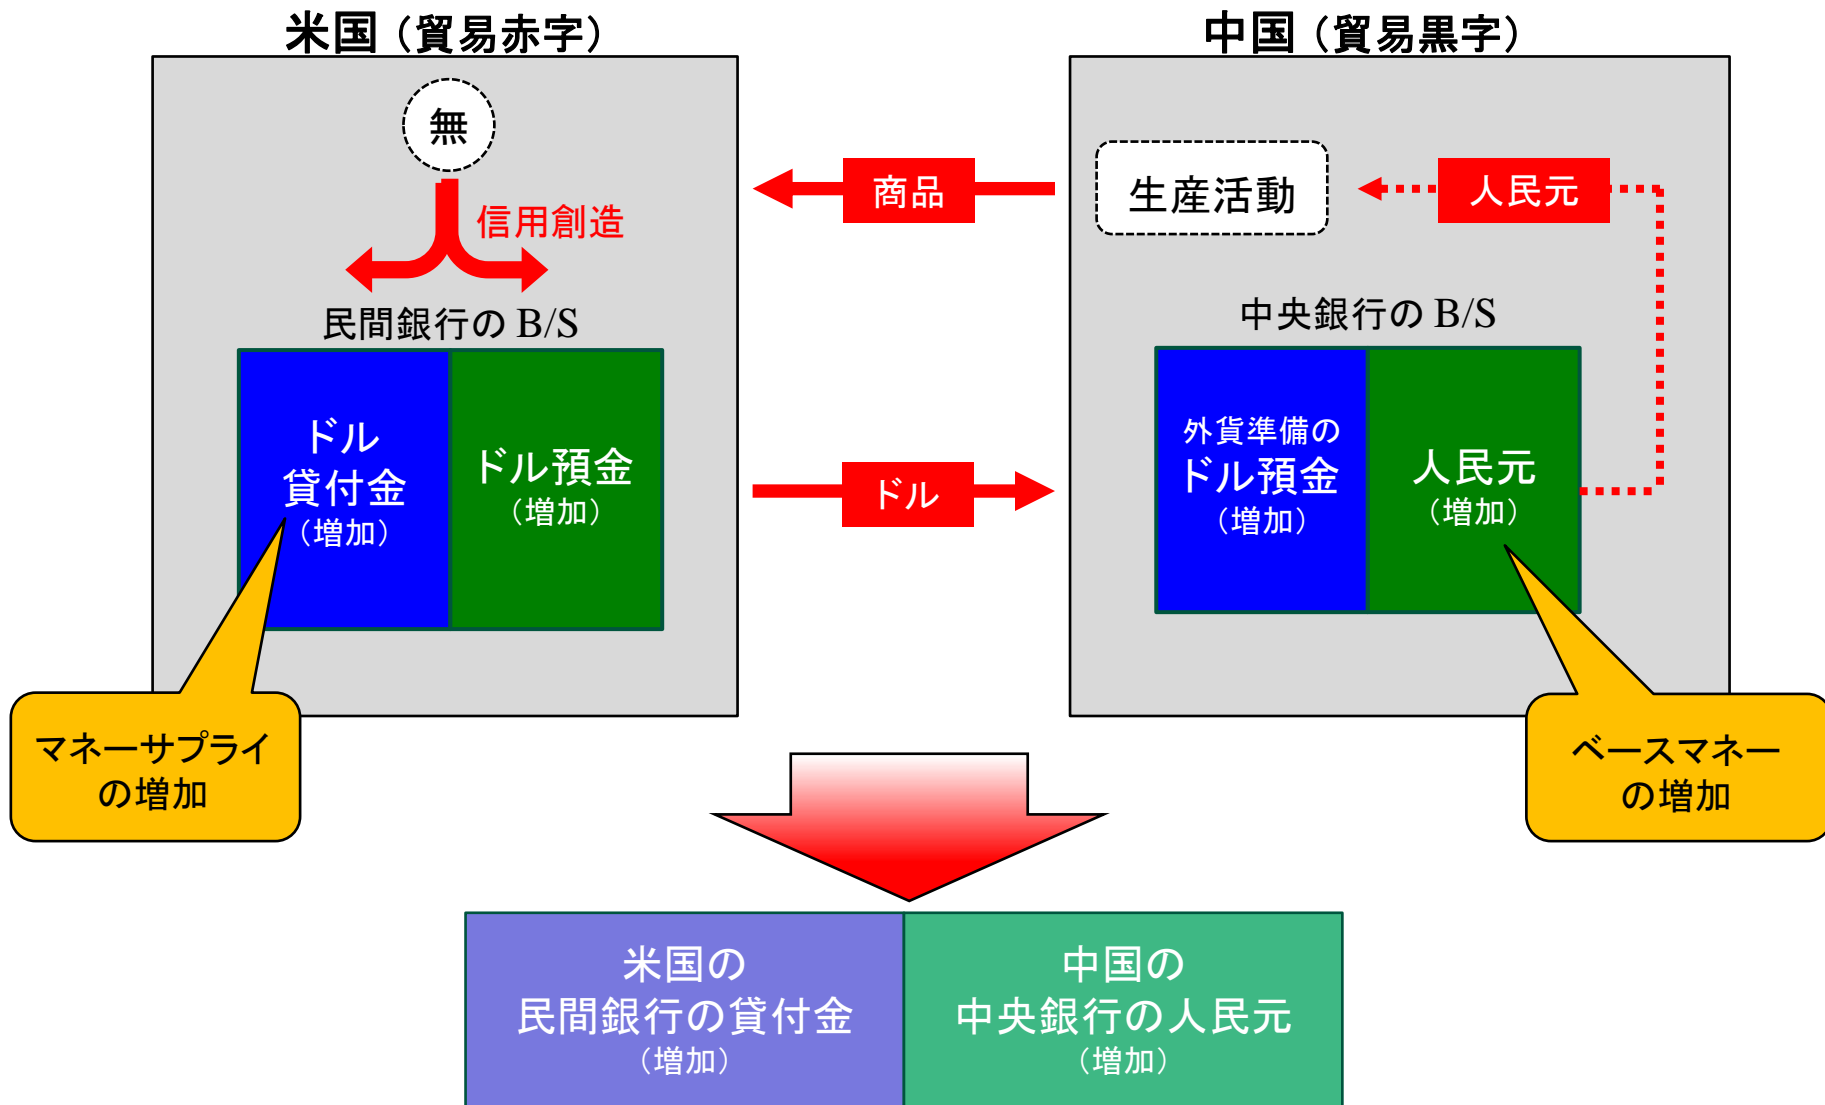 米国（貿易赤字）
中国（貿易黒字）
無
信用創造
民間銀行の B/S
ドル
貸付金
（増加）
ドル預金
（増加）
マネーサプライ
の増加
商品
ドル
生産活動
人民元
中央銀行の B/S
外貨準備の
ドル預金
（増加）
人民元
（増加）
ベースマネー
の増加
米国の
民間銀行の貸付金
（増加）
中国の
中央銀行の人民元
（増加）